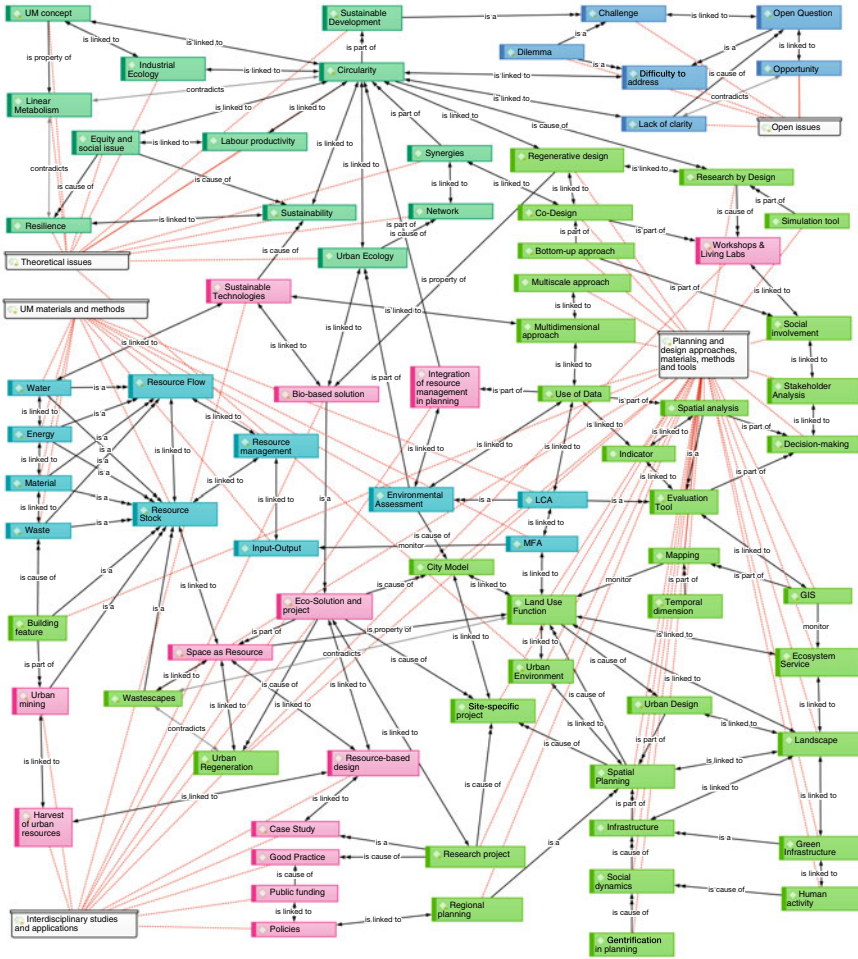 UM concept
Sustainable
Development
is a
Challenge
is linked to
Open Question
is linked to
is linked to
is property of
Industrial
Ecology
is linked to
is part of
Circularity
Dilemma
is a
is a
is linked to
is linked to
Difficulty to
address
is cause of
Opportunity
contradicts
Linear
Metabolism
contradicts
is linked to
is linked to
is part of
is linked to
is linked to
is cause of
Lack of clarity
Open issues
Equity and
social issue
is linked to
Labour productivity
Synergies
Regenerative design
is linked to
Research by Design
contradicts
is cause of
is cause of
is linked to
is linked to
is linked to
is linked to
is cause of
is part of
Resilience
is linked to
Sustainability
Network
Co-Design
is part of
Simulation tool
is part of
is cause of
is part of
Workshops &
Living Labs
Theoretical issues
is cause of
Urban Ecology
Bottom-up approach
is property of
is part of
is linked to
Sustainable
Technologies
Multiscale approach
UM materials and methods
is linked to
is linked to
is linked to
is linked to
is linked to
Multidimensional
approach
Social
involvement
Planning and
design approaches,
materials, methods
and tools
is linked to
is linked to
is part of
Integration
of resource
management
in planning
Water
is a
Resource Flow
Bio-based solution
is part of
Use of Data
is part of
Spatial analysis
Stakeholder
Analysis
is linked to
is a
is linked to
is linked to
is part of
is linked to
Energy
is a
is linked to
Resource
management
is linked to
is linked to
is linked to
Indicator
is a
Decision-making
is linked to
is a
is a
is linked to
is part of
Material
is a
is linked to
is linked to
is a
Environmental
Assessment
is a
LCA
is a
Evaluation
Tool
is linked to
Resource
Stock
is linked to
Waste
is a
is cause of
MFA
Input-Output
monitor
is linked to
is cause of
is a
is linked to
City Model
is linked to
Mapping
is part of
is a
is cause of
is linked to
monitor
is part of
GIS
Building
feature
Eco-Solution and
project
Land Use
Function
Temporal
dimension
monitor
is part of
is part of
is property of
is linked to
is linked to
is linked to
Space as Resource
contradicts
is cause of
Urban
Environment
is cause of
Ecosystem
Service
Urban
mining
Wastescapes
is linked to
is cause of
is linked to
is linked to
is cause of
is linked to
is linked to
Site-specific
project
Urban Design
is linked to
contradicts
is linked to
is linked to
is part of
Landscape
is linked to
Urban
Regeneration
Resource-based
design
is cause of
Spatial
Planning
is linked to
is cause of
is linked to
is linked to
is linked to
is linked to
is part of
Harvest
of urban
resources
Case Study
is a
Infrastructure
is a
Green
Infrastructure
Good Practice
is cause of
Research project
is a
is cause of
is linked to
is cause of
Public funding
Social
dynamics
is cause of
Human
activity
is linked to
Regional
planning
is cause of
Interdisciplinary studies
and applications
Policies
is linked to
Gentrification
in planning